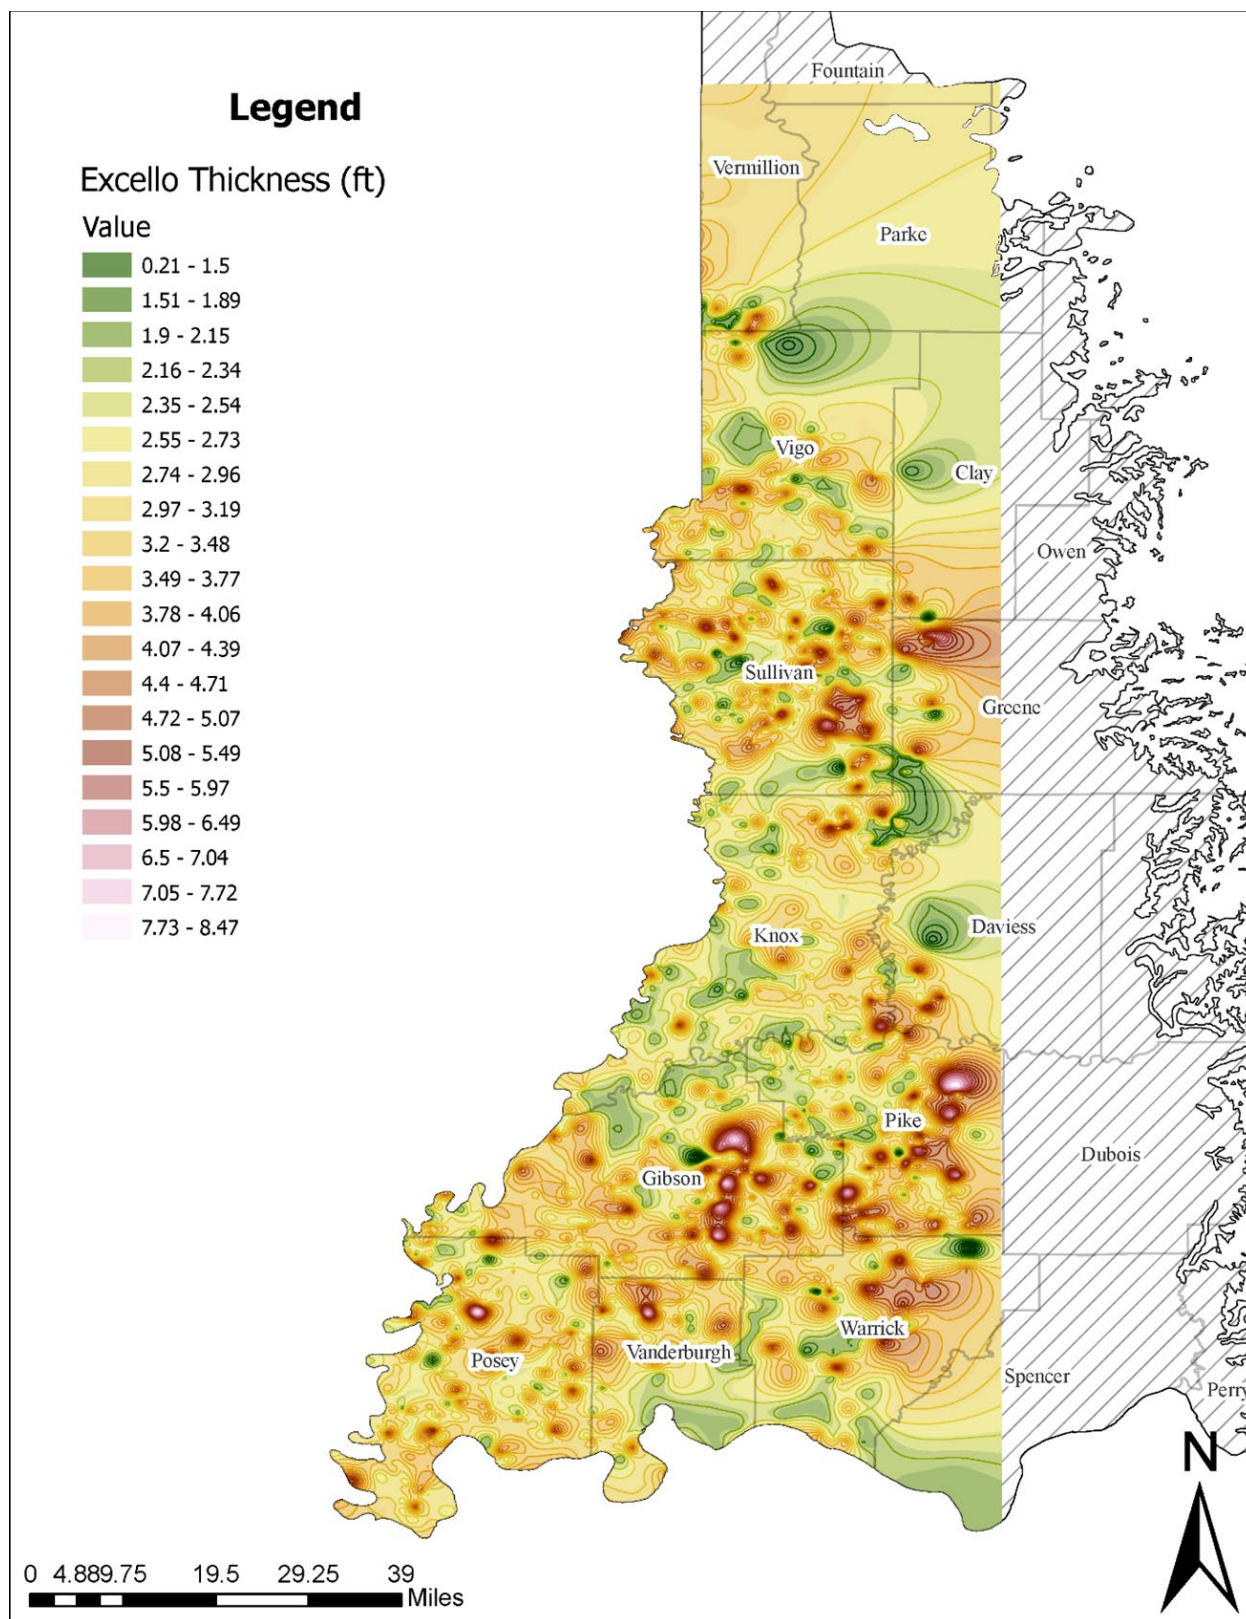 Legend
Excello Thickness (ft)
Value
0.21 - 1.5
1.51 - 1.89
1.9 - 2.15
2.16 - 2.34
2.35 - 2.54
2.55 - 2.73
2.74 - 2.96
2.97 - 3.19
3.2 - 3.48
3.49 - 3.77
3.78 - 4.06
4.07 - 4.39
4.4 - 4.71
4.72 - 5.07
5.08 - 5.49
5.5 - 5.97
5.98 - 6.49
6.5 - 7.04
7.05 - 7.72
7.73 - 8.47
Fountain
Vermillion
Parke
Vigo
Clay
Owen
Sullivan
Greene
Knox
Daviess
Pike
Dubois
Gibson
Warrick
Vanderburgh
Posey
Spencer
Perry
N
0 4.88 9.75 19.5 29.25 39
Miles